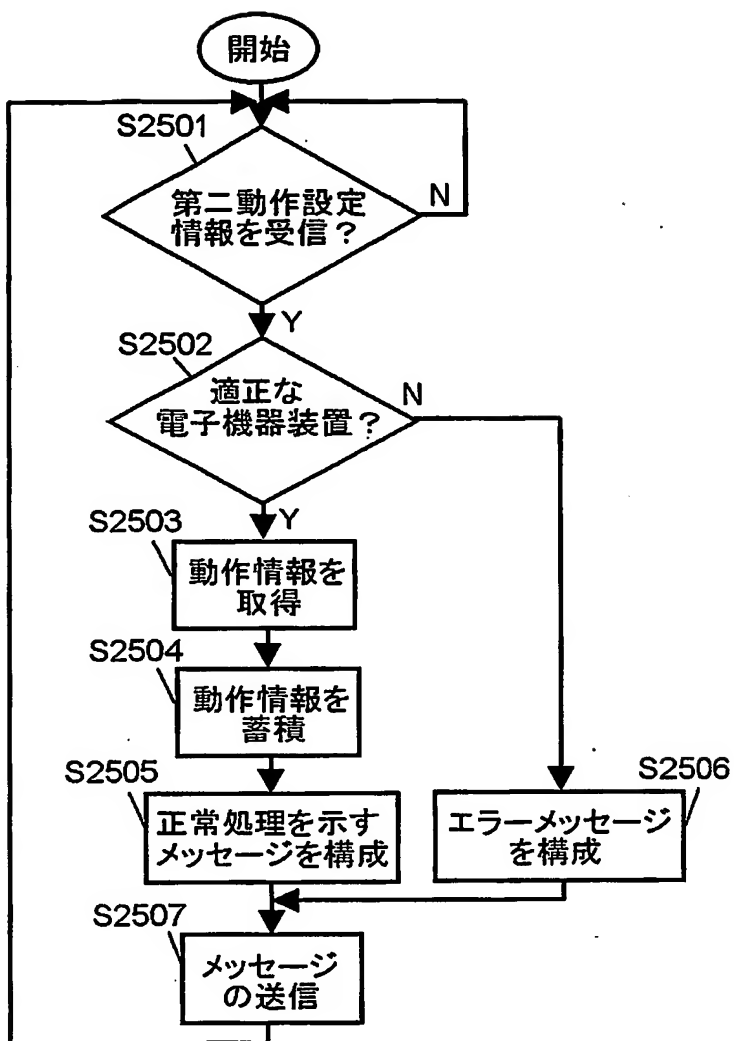 開始
S2501
第二動作設定
情報を受信？
N
Y
S2502
適正な
電子機器装置？
N
Y
S2503
動作情報を
取得
S2504
動作情報を
蓄積
S2505
正常処理を示す
メッセージを構成
S2506
エラーメッセージ
を構成
S2507
メッセージ
の送信